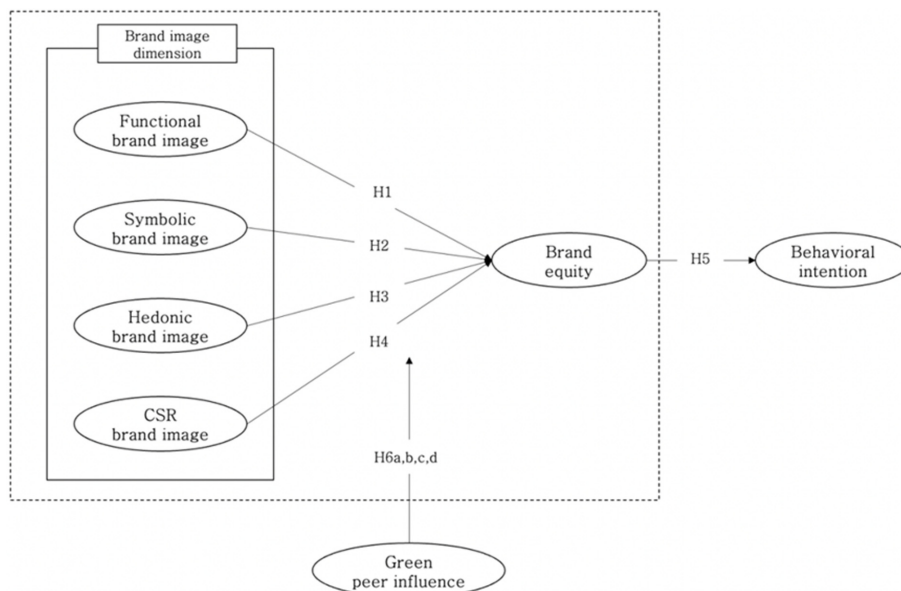 Brand image
dimension
Functional
brand image
H1
Symbolic
brand image
H2
Brand
equity
H5
Behavioral
intention
Hedonic
brand image
H3
H4
CSR
brand image
H6a,b,c,d
Green
peer influence